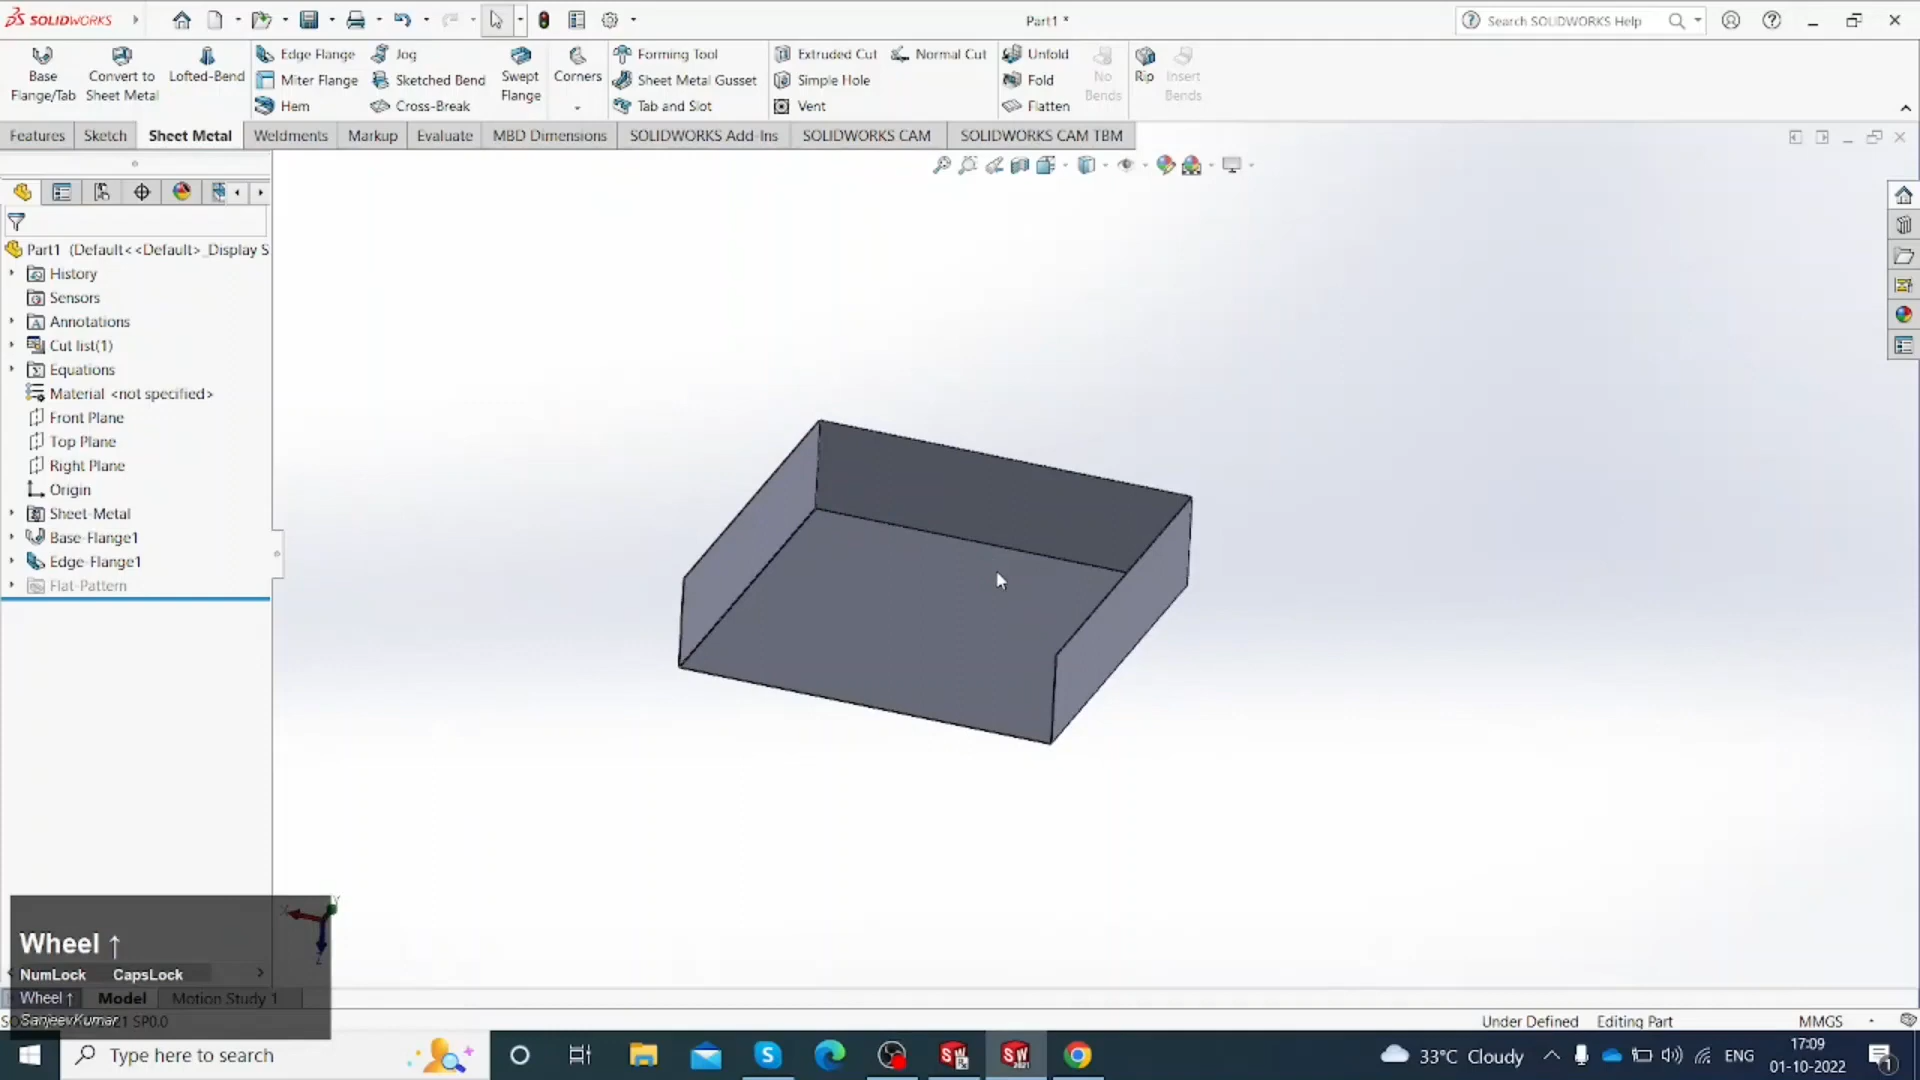 SOLIDWORKS
Part1 *
Search SOLIDWORKS Help
Base Flange/Tab
Convert to Sheet Metal
Lofted-Bend
Edge Flange
Miter Flange
Hem
Jog
Sketched Bend
Cross-Break
Swept Flange
Corners
Forming Tool
Sheet Metal Gusset
Tab and Slot
Extruded Cut
Normal Cut
Simple Hole
Vent
Unfold
Fold
Flatten
No Bends
Rip
Insert Bends
Features
Sketch
Sheet Metal
Weldments
Markup
Evaluate
MBD Dimensions
SOLIDWORKS Add-Ins
SOLIDWORKS CAM
SOLIDWORKS CAM TBM
Part1 (Default<<Default>_Display S
History
Sensors
Annotations
Cut list(1)
Equations
Material <not specified>
Front Plane
Top Plane
Right Plane
Origin
Sheet-Metal
Base-Flange1
Edge-Flange1
Flat-Pattern
Wheel ↑
NumLock CapsLock
Wheel ↑
Model
Motion Study 1
SanjeevKumar
21 SP0.0
Under Defined
Editing Part
MMGS
Type here to search
33°C Cloudy
ENG
17:09
01-10-2022
1